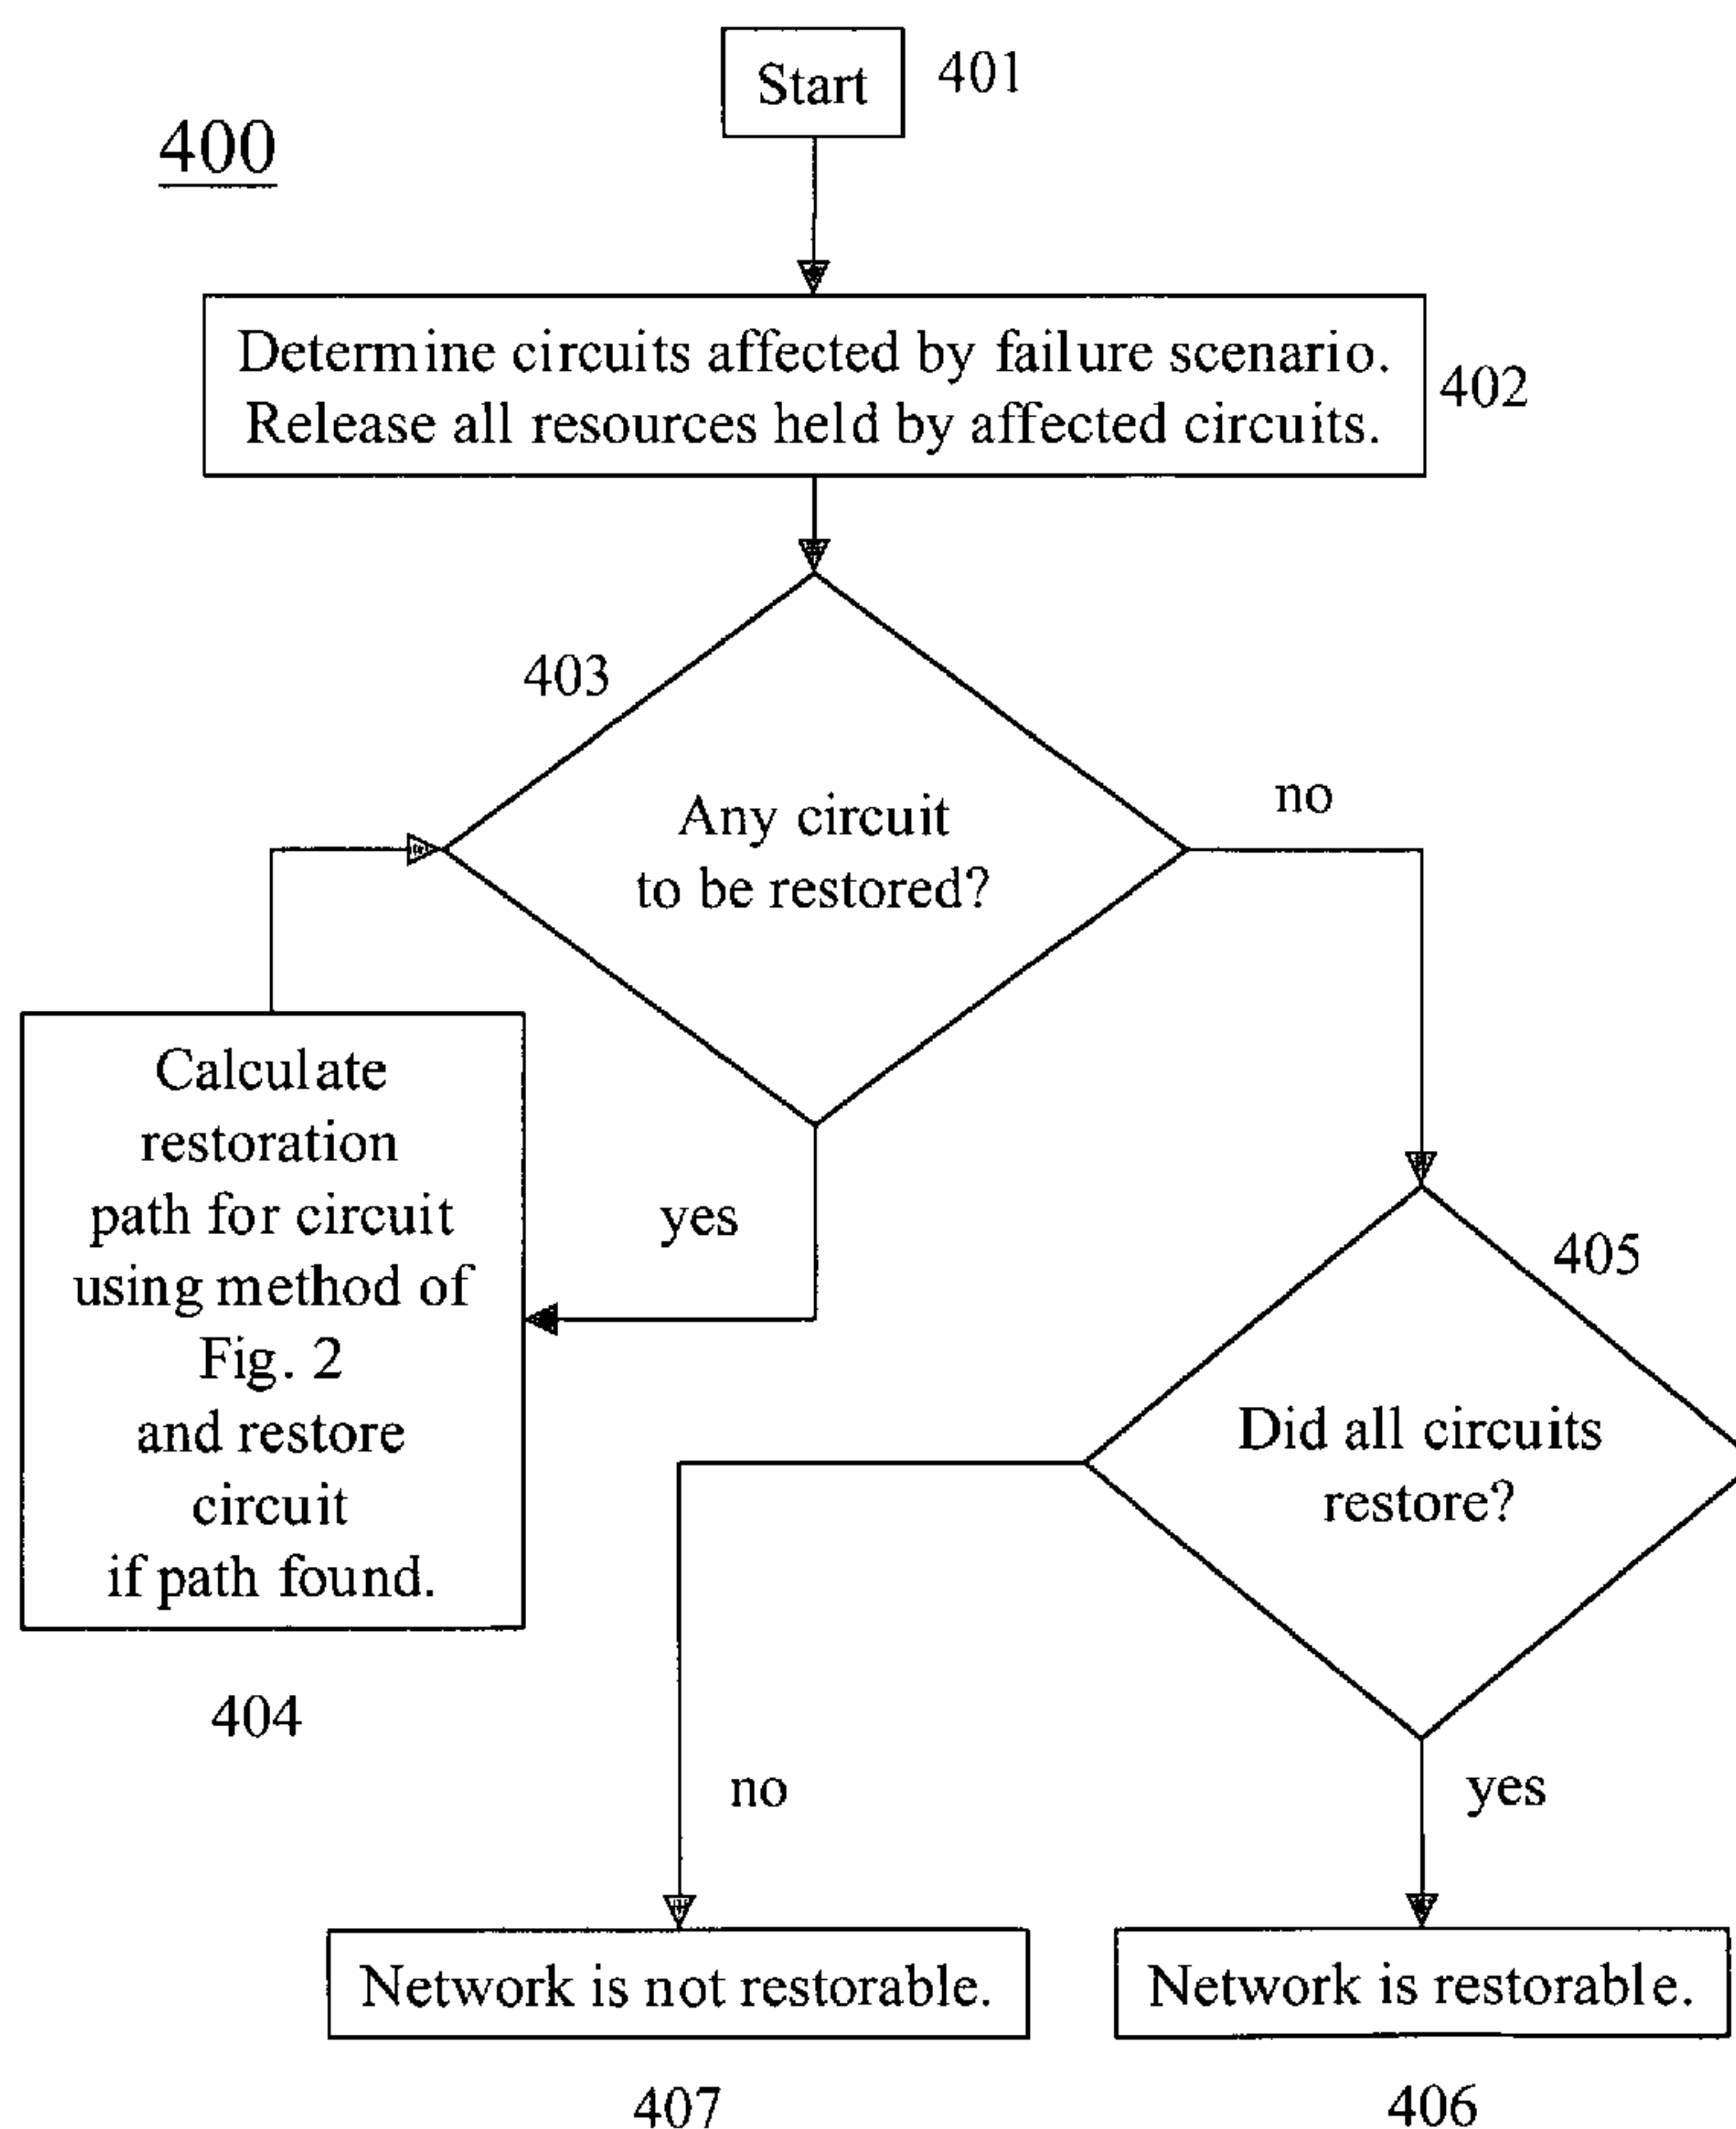 Start
401
400
Determine circuits affected by failure scenario.
Release all resources held by affected circuits.
402
403
Any circuit
to be restored?
no
Calculate
restoration
path for circuit
using method of
Fig. 2
and restore
circuit
if path found.
404
yes
405
Did all circuits
restore?
no
yes
Network is not restorable.
407
Network is restorable.
406